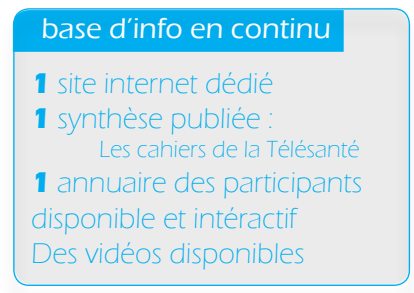 base d'info en continu
1 site internet dédié
1 synthèse publiée :
Les cahiers de la Télésanté
1 annuaire des participants
disponible et intéractif
Des vidéos disponibles